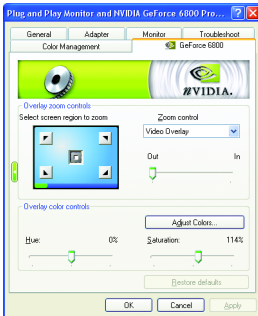 Plug and Play Monitor and NVIDIA GeForce 6800 Pro...
General Adapter Monitor Troubleshoot
Color Management GeForce 6800
NVIDIA.
Overlay zoom controls
Select screen region to zoom
Zoom control
Video Overlay
Out In
Overlay color controls
Adjust Colors...
Hue: 0% Saturation: 114%
Restore defaults
OK Cancel Apply